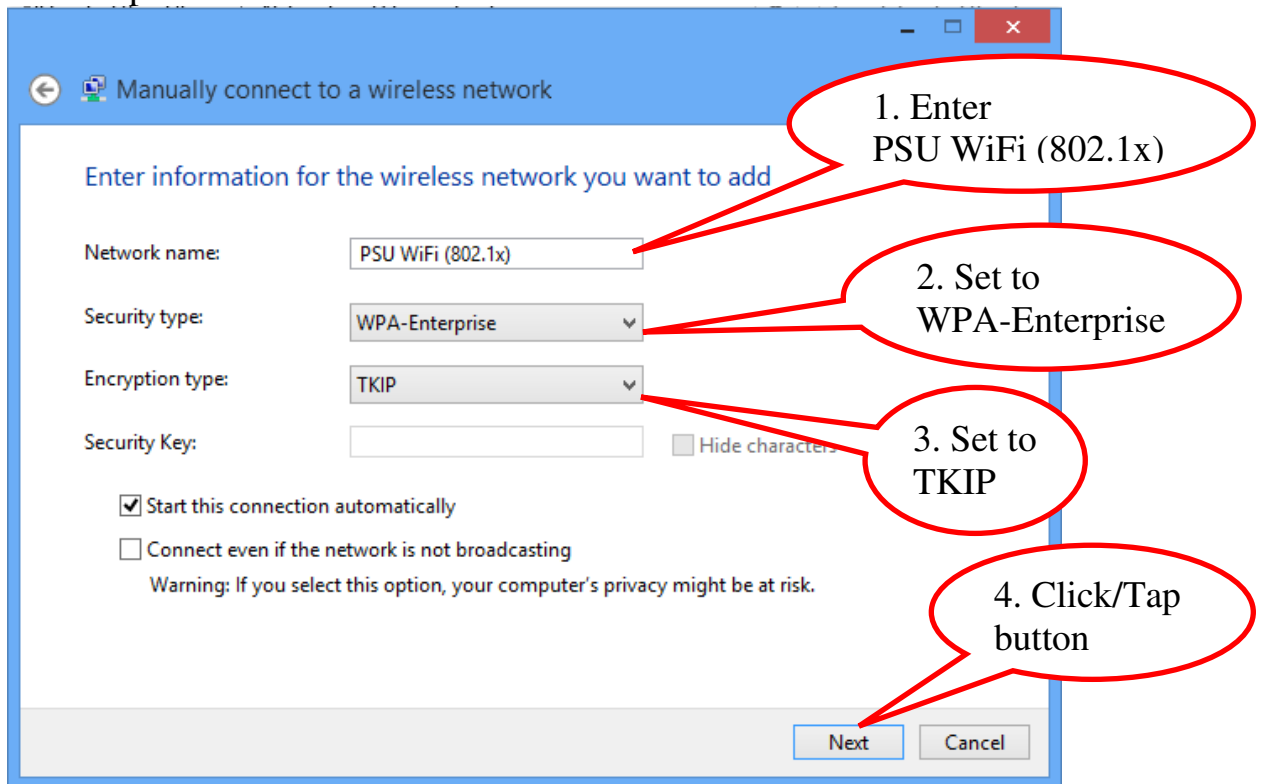 Manually connect to a wireless network
1. Enter
PSU WiFi (802.1x)
Enter information for the wireless network you want to add
Network name:
PSU WiFi (802.1x)
2. Set to
WPA-Enterprise
Security type:
WPA-Enterprise
Encryption type:
TKIP
3. Set to
TKIP
Security Key:
Hide characters
Start this connection automatically
Connect even if the network is not broadcasting
Warning: If you select this option, your computer's privacy might be at risk.
4. Click/Tap
button
Next
Cancel